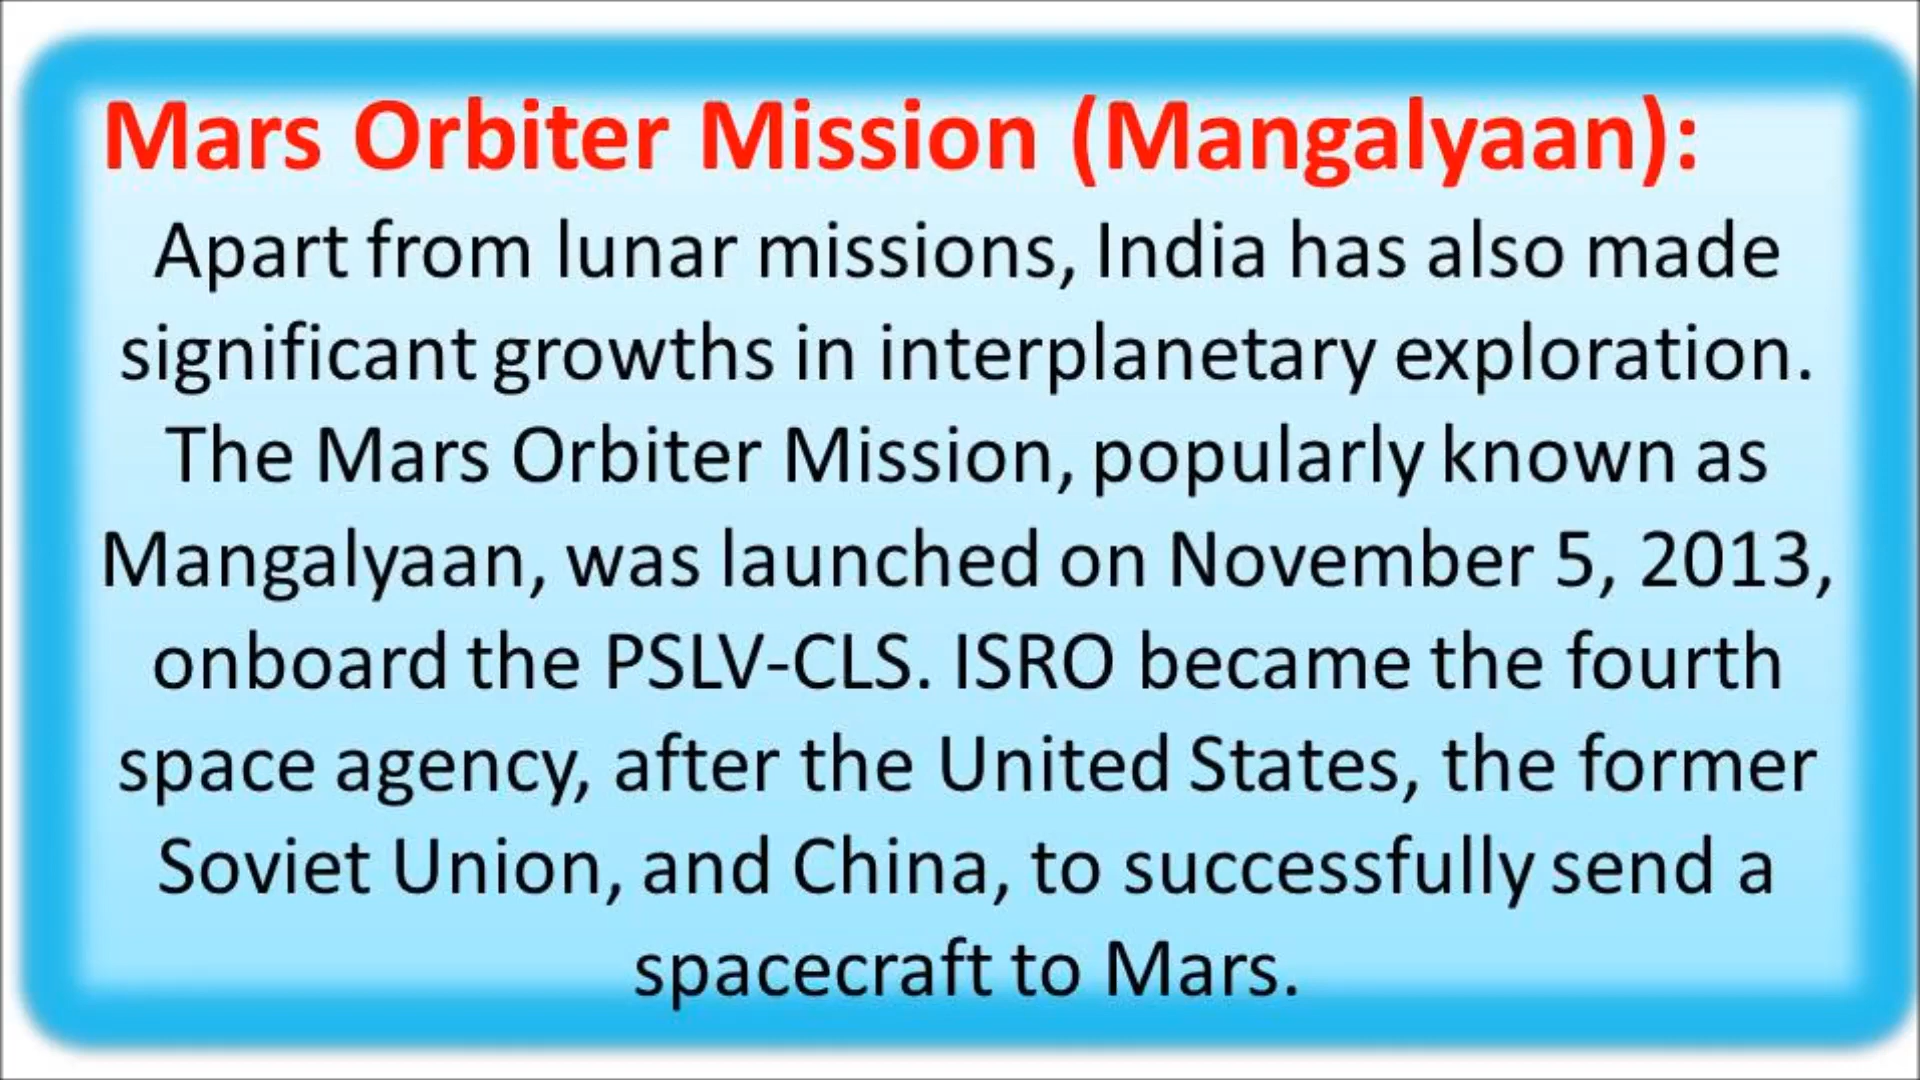 Mars Orbiter Mission (Mangalyaan):
Apart from lunar missions, India has also made
significant growths in interplanetary exploration.
The Mars Orbiter Mission, popularly known as
Mangalyaan, was launched on November 5, 2013,
onboard the PSLV-CLS. ISRO became the fourth
space agency, after the United States, the former
Soviet Union, and China, to successfully send a
spacecraft to Mars.